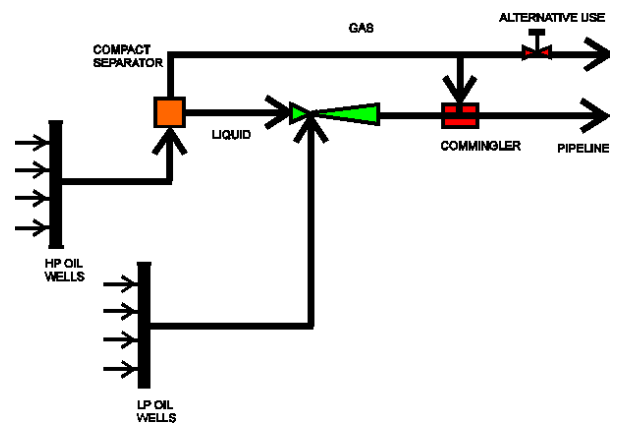 ALTERNATIVE USE
GAS
COMPACT
SEPARATOR
LIQUID
COMMINGLER
PIPELINE
HP OIL
WELLS
LP OIL
WELLS